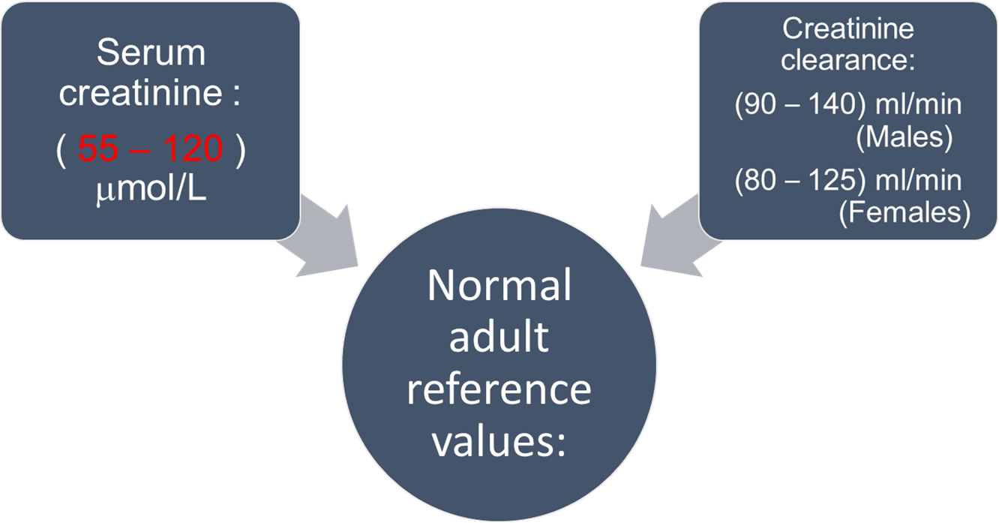 Serum
creatinine :
( 55 – 120 )
μmol/L
Creatinine
clearance:
(90 – 140) ml/min
(Males)
(80 – 125) ml/min
(Females)
Normal
adult
reference
values: